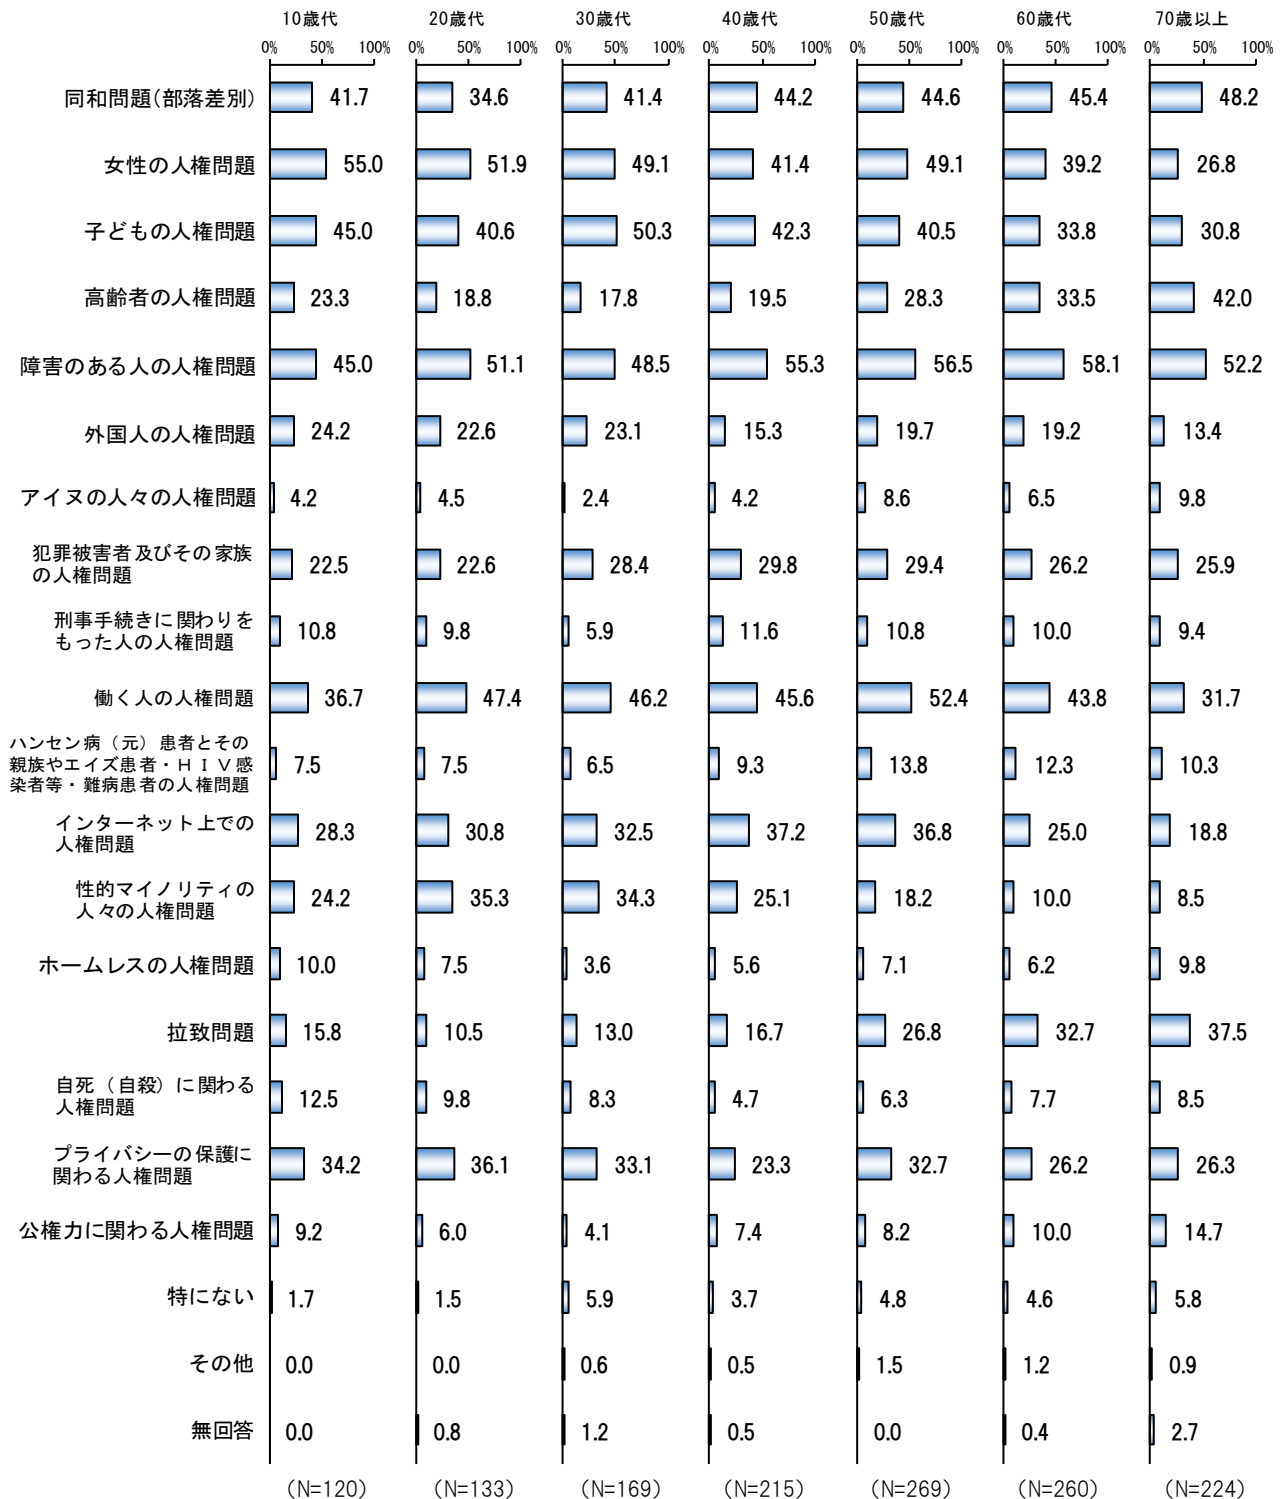 10歳代 20歳代 30歳代 40歳代 50歳代 60歳代 70歳以上
0% 50% 100% 0% 50% 100% 0% 50% 100% 0% 50% 100% 0% 50% 100% 0% 50% 100% 0% 50% 100%
同和問題(部落差別) 41.7 34.6 41.4 44.2 44.6 45.4 48.2
女性の人権問題 55.0 51.9 49.1 41.4 49.1 39.2 26.8
子どもの人権問題 45.0 40.6 50.3 42.3 40.5 33.8 30.8
高齢者の人権問題 23.3 18.8 17.8 19.5 28.3 33.5 42.0
障害のある人の人権問題 45.0 51.1 48.5 55.3 56.5 58.1 52.2
外国人の人権問題 24.2 22.6 23.1 15.3 19.7 19.2 13.4
アイヌの人々の人権問題 4.2 4.5 2.4 4.2 8.6 6.5 9.8
犯罪被害者及びその家族
の人権問題 22.5 22.6 28.4 29.8 29.4 26.2 25.9
刑事手続きに関わりを
もった人の人権問題 10.8 9.8 5.9 11.6 10.8 10.0 9.4
働く人の人権問題 36.7 47.4 46.2 45.6 52.4 43.8 31.7
ハンセン病(元)患者とその
親族やエイズ患者・HIV感
染者等・難病患者の人権問題 7.5 7.5 6.5 9.3 13.8 12.3 10.3
インターネット上での
人権問題 28.3 30.8 32.5 37.2 36.8 25.0 18.8
性的マイノリティの
人々の人権問題 24.2 35.3 34.3 25.1 18.2 10.0 8.5
ホームレスの人権問題 10.0 7.5 3.6 5.6 7.1 6.2 9.8
拉致問題 15.8 10.5 13.0 16.7 26.8 32.7 37.5
自死(自殺)に関わる
人権問題 12.5 9.8 8.3 4.7 6.3 7.7 8.5
プライバシーの保護に
関わる人権問題 34.2 36.1 33.1 23.3 32.7 26.2 26.3
公権力に関わる人権問題 9.2 6.0 4.1 7.4 8.2 10.0 14.7
特にない 1.7 1.5 5.9 3.7 4.8 4.6 5.8
その他 0.0 0.0 0.6 0.5 1.5 1.2 0.9
無回答 0.0 0.8 1.2 0.5 0.0 0.4 2.7
(N=120) (N=133) (N=169) (N=215) (N=269) (N=260) (N=224)